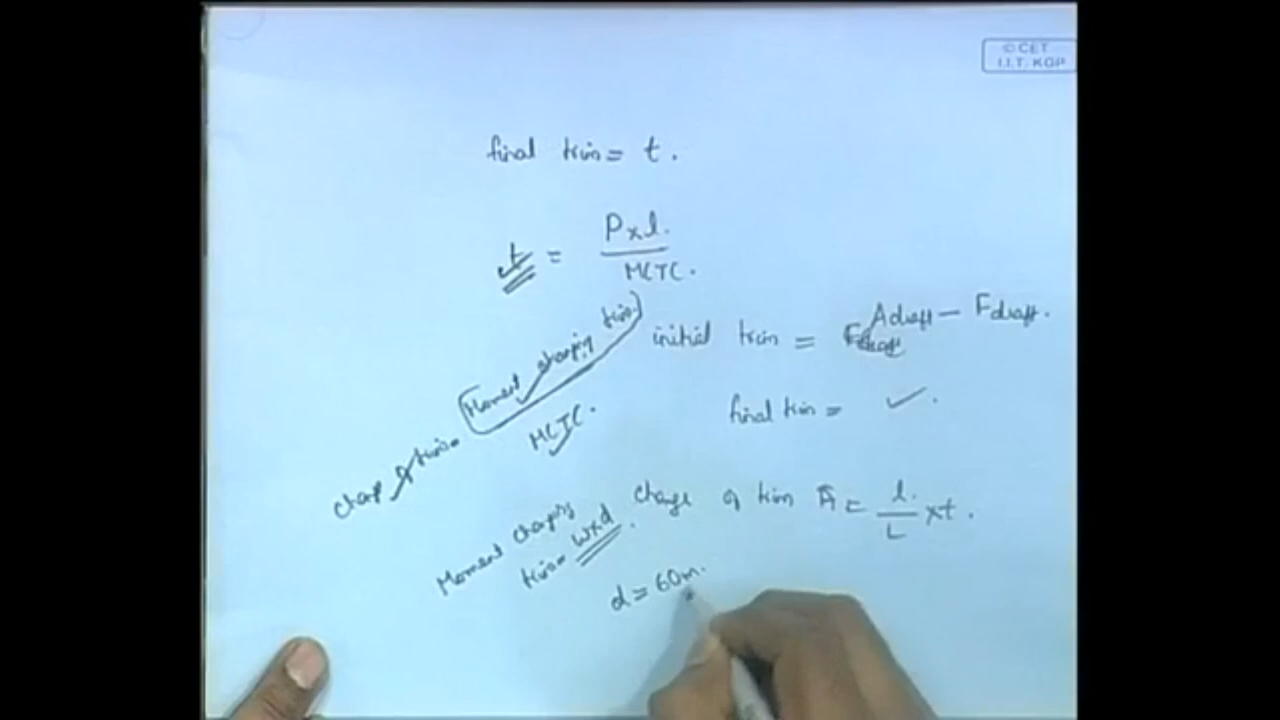 © CET
I.I.T. KGP
final trim = t.
t = P x l.
MCTC.
initial trim = Adraft - Fdraft.
final trim = ✓.
change of trim = Moment changing trim.
MCTC.
change of trim A = l. x t.
L
Moment changing
trim = w x d.
d = 60m.